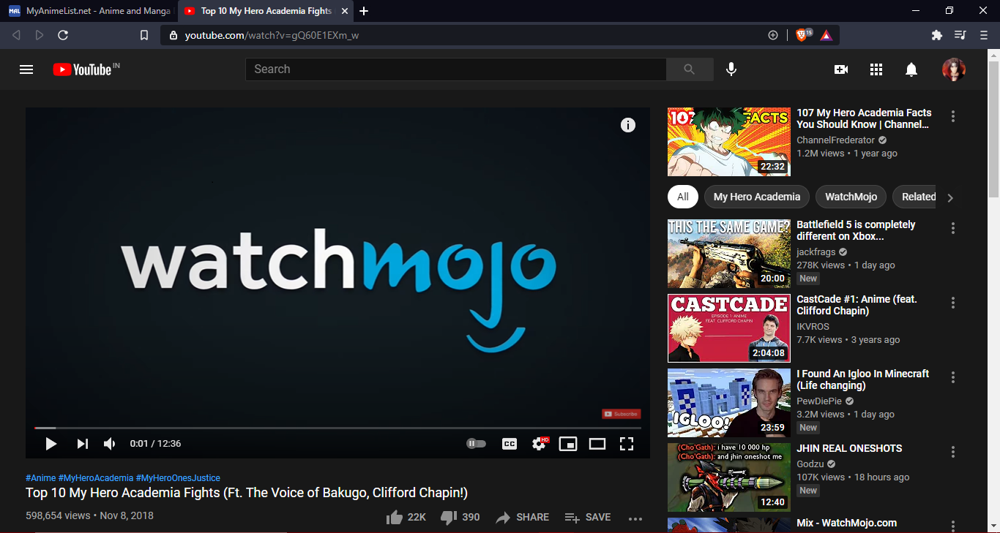 MAL MyAnimeList.net - Anime and Manga
Top 10 My Hero Academia Fights
youtube.com/watch?v=gQ60E1EXm_w
15
YouTube IN
Search
watchmojo
Subscribe
0:01 / 12:36
CC
HD
#Anime #MyHeroAcademia #MyHeroOnesJustice
Top 10 My Hero Academia Fights (Ft. The Voice of Bakugo, Clifford Chapin!)
598,654 views • Nov 8, 2018
22K
390
SHARE
SAVE
107 FACTS
22:32
107 My Hero Academia Facts
You Should Know | Channel...
ChannelFrederator
1.2M views • 1 year ago
All
My Hero Academia
WatchMojo
Related
THIS THE SAME GAME?
20:00
Battlefield 5 is completely
different on Xbox...
jackfrags
278K views • 1 day ago
New
CASTCADE
EPISODE 1: ANIME
FEAT. CLIFFORD CHAPIN
2:04:08
CastCade #1: Anime (feat.
Clifford Chapin)
IKVROS
7.7K views • 3 years ago
IGLOO!
23:59
I Found An Igloo In Minecraft
(Life changing)
PewDiePie
3.2M views • 1 day ago
New
(Cho'Gath): i have 10 000 hp
(Cho'Gath): and jhin oneshot me
12:40
JHIN REAL ONESHOTS
Godzu
107K views • 18 hours ago
New
Mix - WatchMojo.com